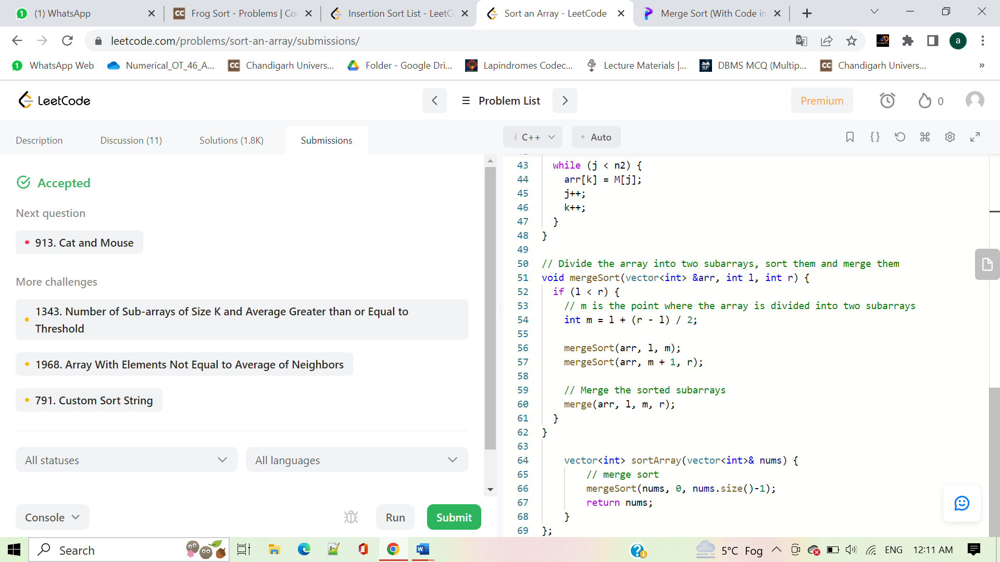 (1) WhatsApp
Frog Sort - Problems | Co
Insertion Sort List - LeetC
Sort an Array - LeetCode
Merge Sort (With Code in
leetcode.com/problems/sort-an-array/submissions/
a
WhatsApp Web
Numerical_OT_46_A...
Chandigarh Univers...
Folder - Google Dri...
Lapindromes Codec...
Lecture Materials |...
DBMS MCQ (Multip...
Chandigarh Univers...
»
LeetCode
Problem List
Premium
0
Description
Discussion (11)
Solutions (1.8K)
Submissions
i C++
Auto
Accepted
Next question
913. Cat and Mouse
More challenges
1343. Number of Sub-arrays of Size K and Average Greater than or Equal to
Threshold
1968. Array With Elements Not Equal to Average of Neighbors
791. Custom Sort String
All statuses
All languages
Console
Run
Submit
43 while (j < n2) {
44 arr[k] = M[j];
45 j++;
46 k++;
47 }
48 }
49
50 // Divide the array into two subarrays, sort them and merge them
51 void mergeSort(vector<int> &arr, int l, int r) {
52 if (l < r) {
53 // m is the point where the array is divided into two subarrays
54 int m = l + (r - l) / 2;
55
56 mergeSort(arr, l, m);
57 mergeSort(arr, m + 1, r);
58
59 // Merge the sorted subarrays
60 merge(arr, l, m, r);
61 }
62 }
63
64 vector<int> sortArray(vector<int>& nums) {
65 // merge sort
66 mergeSort(nums, 0, nums.size()-1);
67 return nums;
68 }
69 };
Search
5°C Fog
ENG
12:11 AM